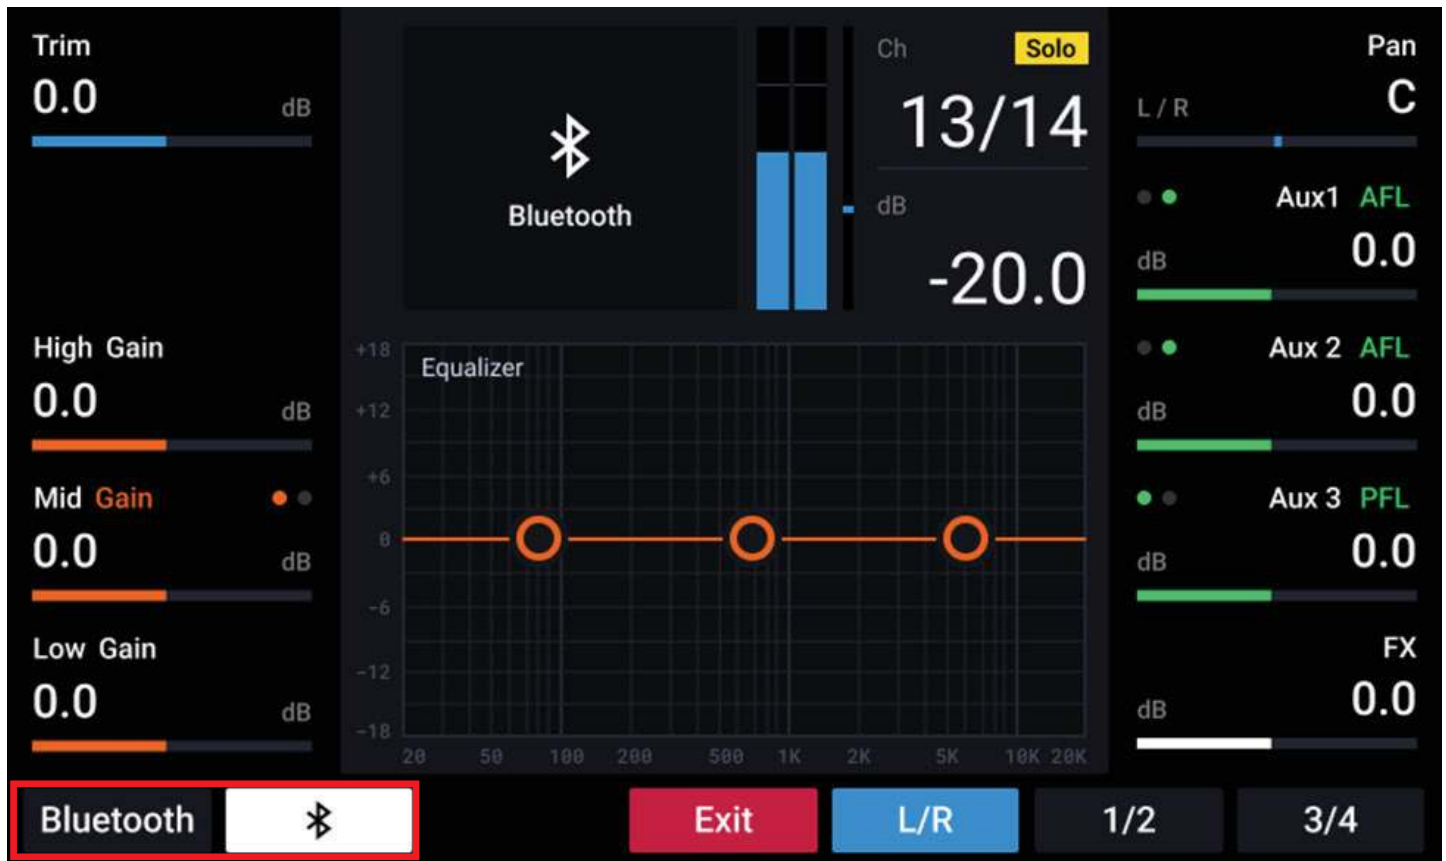 Trim
0.0 dB
High Gain
0.0 dB
Mid Gain
0.0 dB
Low Gain
0.0 dB
Bluetooth
Ch Solo
13/14
dB
-20.0
Equalizer
+18
+12
+6
0
-6
-12
-18
20 50 100 200 500 1K 2K 5K 10K 20K
Pan
L/R C
Aux1 AFL
dB 0.0
Aux 2 AFL
dB 0.0
Aux 3 PFL
dB 0.0
FX
dB 0.0
Bluetooth Exit L/R 1/2 3/4